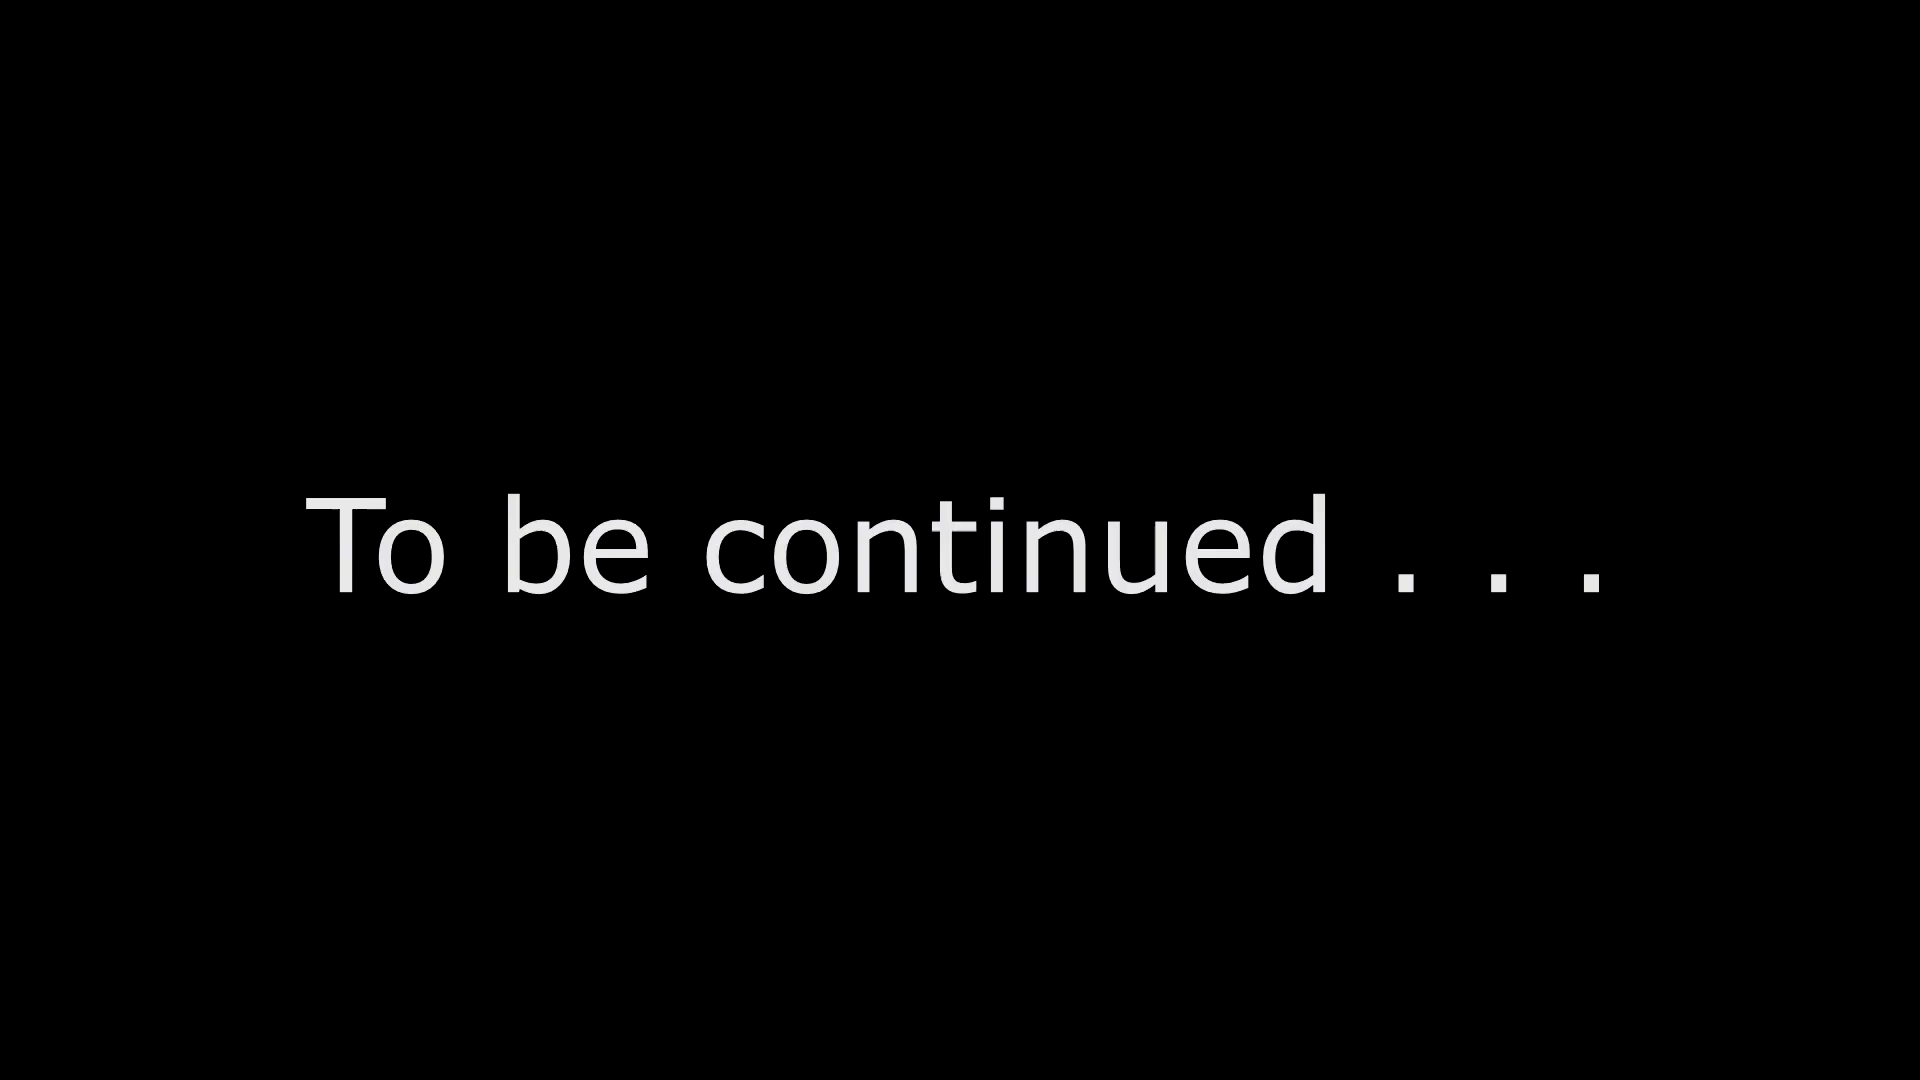 To be continued . . .